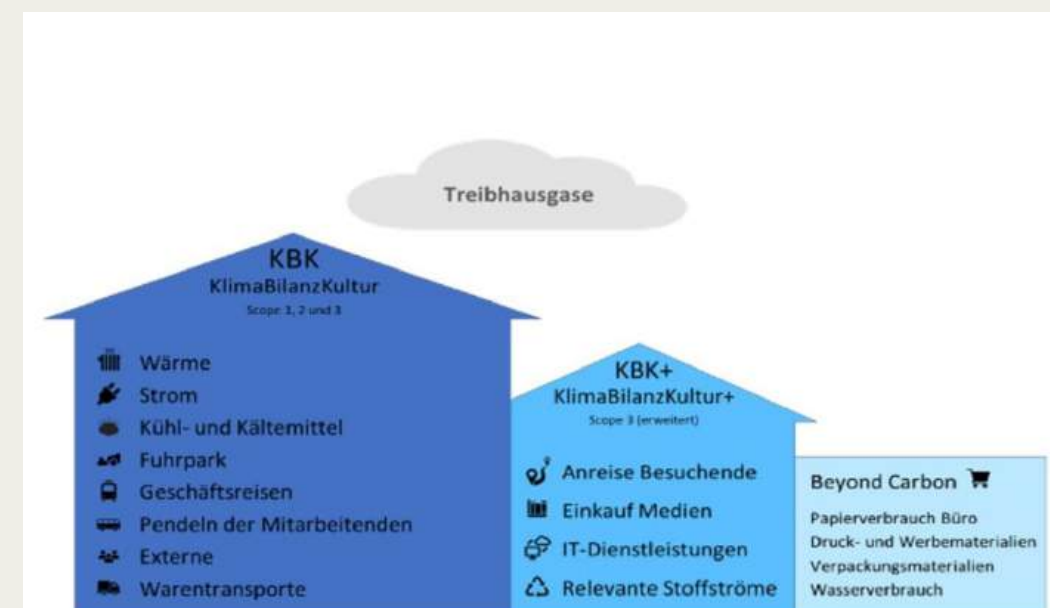 Treibhausgase
KBK
KlimaBilanzKultur
Scope 1, 2 und 3
Wärme
Strom
Kühl- und Kältemittel
Fuhrpark
Geschäftsreisen
Pendeln der Mitarbeitenden
Externe
Warentransporte
KBK+
KlimaBilanzKultur+
Scope 3 (erweitert)
Anreise Besuchende
Einkauf Medien
IT-Dienstleistungen
Relevante Stoffströme
Beyond Carbon
Papierverbrauch Büro
Druck- und Werbematerialien
Verpackungsmaterialien
Wasserverbrauch